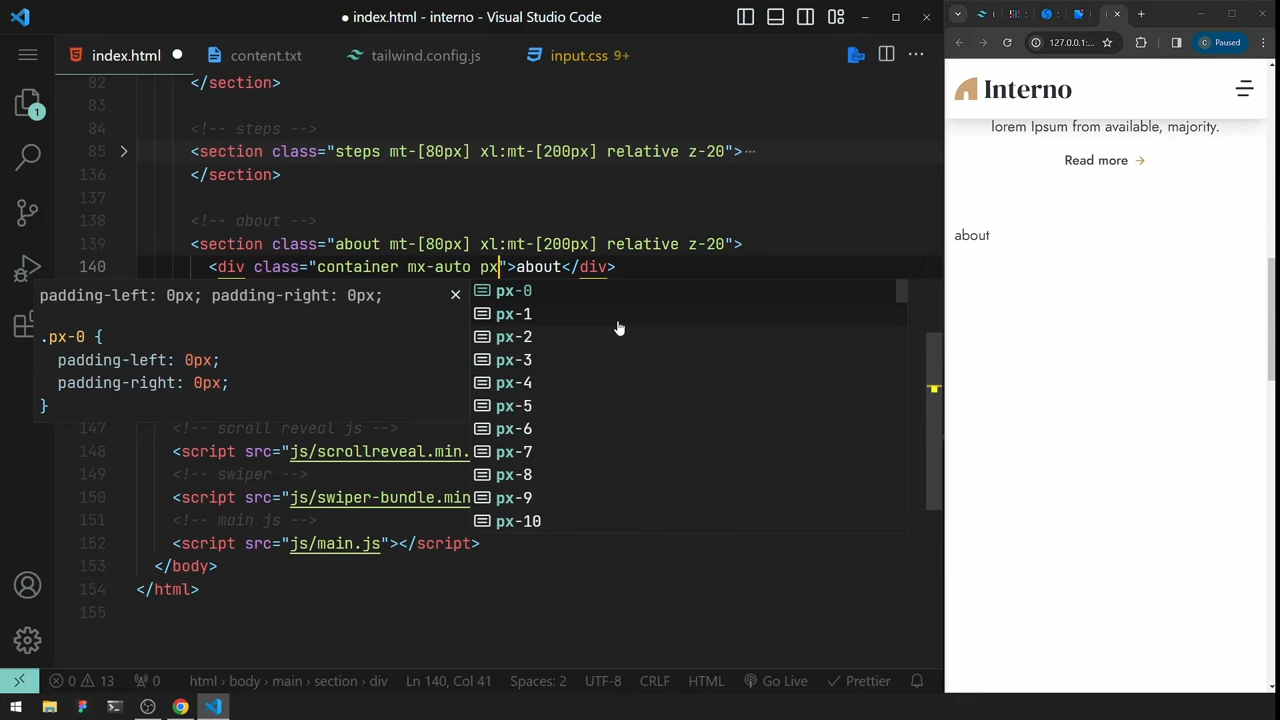 index.html - interno - Visual Studio Code
index.html
content.txt
tailwind.config.js
input.css 9+
82 </section>
83
84 <!-- steps -->
85 <section class="steps mt-[80px] xl:mt-[200px] relative z-20">
136 </section>
137
138 <!-- about -->
139 <section class="about mt-[80px] xl:mt-[200px] relative z-20">
140 <div class="container mx-auto px">about</div>
padding-left: 0px; padding-right: 0px;
.px-0 {
padding-left: 0px;
padding-right: 0px;
}
px-0
px-1
px-2
px-3
px-4
px-5
px-6
px-7
px-8
px-9
px-10
147 <!-- scroll reveal js -->
148 <script src="js/scrollreveal.min.
149 <!-- swiper -->
150 <script src="js/swiper-bundle.min
151 <!-- main js -->
152 <script src="js/main.js"></script>
153 </body>
154 </html>
155
1
0 13 0
html › body › main › section › div
Ln 140, Col 41
Spaces: 2
UTF-8
CRLF
HTML
Go Live
Prettier
127.0.0.1:...
C Paused
Interno
lorem Ipsum from available, majority.
Read more →
about